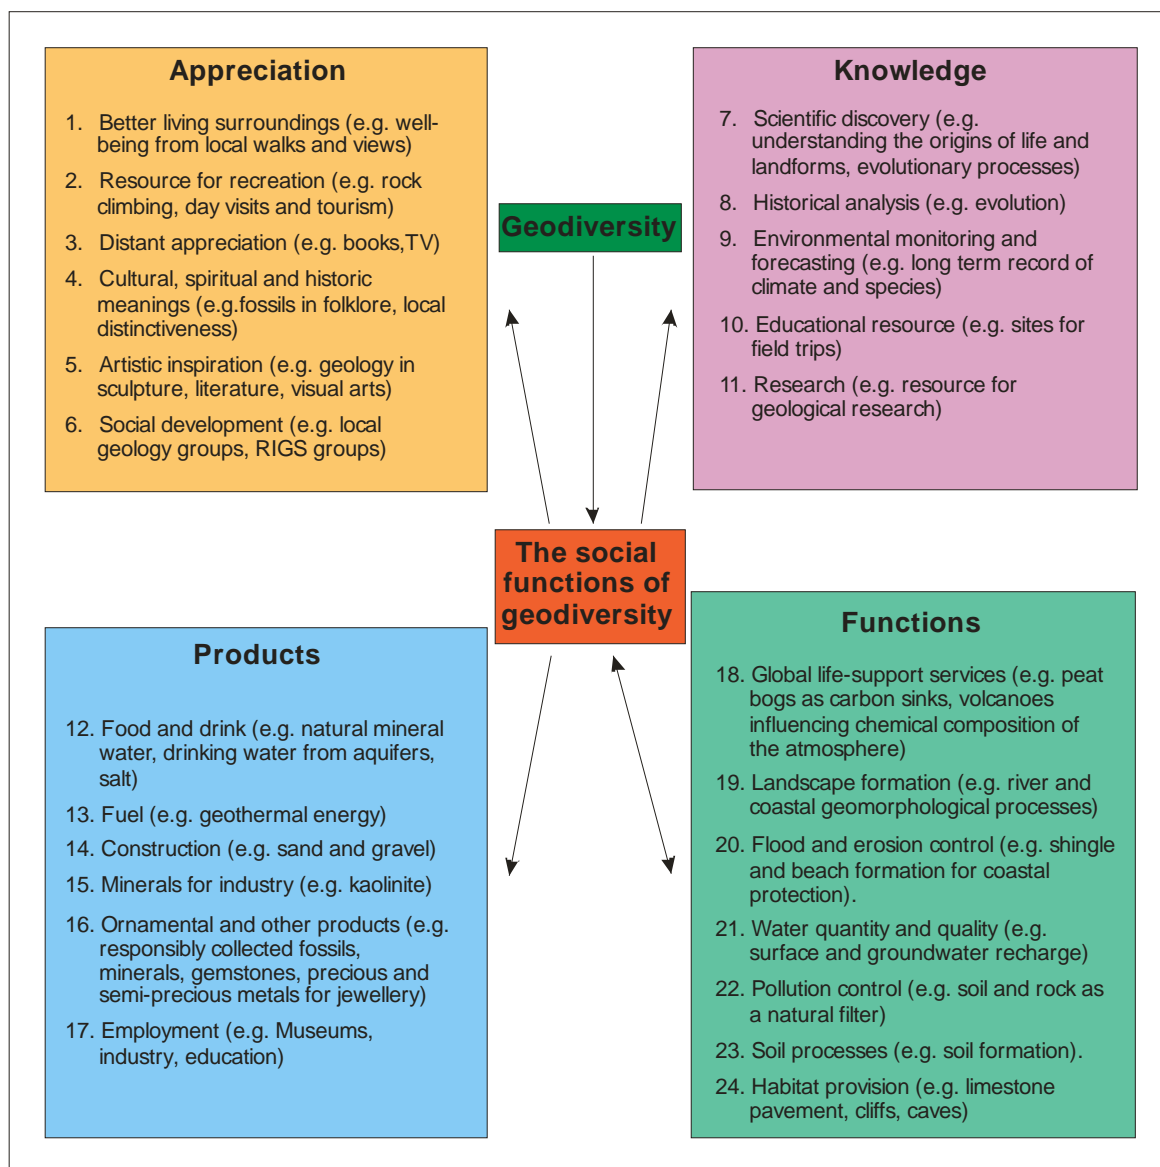 Appreciation
1. Better living surroundings (e.g. well-
being from local walks and views)
2. Resource for recreation (e.g. rock
climbing, day visits and tourism)
3. Distant appreciation (e.g. books,TV)
4. Cultural, spiritual and historic
meanings (e.g.fossils in folklore, local
distinctiveness)
5. Artistic inspiration (e.g. geology in
sculpture, literature, visual arts)
6. Social development (e.g. local
geology groups, RIGS groups)
Geodiversity
Knowledge
7. Scientific discovery (e.g.
understanding the origins of life and
landforms, evolutionary processes)
8. Historical analysis (e.g. evolution)
9. Environmental monitoring and
forecasting (e.g. long term record of
climate and species)
10. Educational resource (e.g. sites for
field trips)
11. Research (e.g. resource for
geological research)
The social
functions of
geodiversity
Products
12. Food and drink (e.g. natural mineral
water, drinking water from aquifers,
salt)
13. Fuel (e.g. geothermal energy)
14. Construction (e.g. sand and gravel)
15. Minerals for industry (e.g. kaolinite)
16. Ornamental and other products (e.g.
responsibly collected fossils,
minerals, gemstones, precious and
semi-precious metals for jewellery)
17. Employment (e.g. Museums,
industry, education)
Functions
18. Global life-support services (e.g. peat
bogs as carbon sinks, volcanoes
influencing chemical composition of
the atmosphere)
19. Landscape formation (e.g. river and
coastal geomorphological processes)
20. Flood and erosion control (e.g. shingle
and beach formation for coastal
protection).
21. Water quantity and quality (e.g.
surface and groundwater recharge)
22. Pollution control (e.g. soil and rock as
a natural filter)
23. Soil processes (e.g. soil formation).
24. Habitat provision (e.g. limestone
pavement, cliffs, caves)